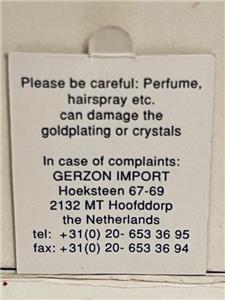 Please be careful: Perfume,
hairspray etc.
can damage the
goldplating or crystals
In case of complaints:
GERZON IMPORT
Hoeksteen 67-69
2132 MT Hoofddorp
the Netherlands
tel: +31(0) 20- 653 36 95
fax: +31(0) 20- 653 36 94